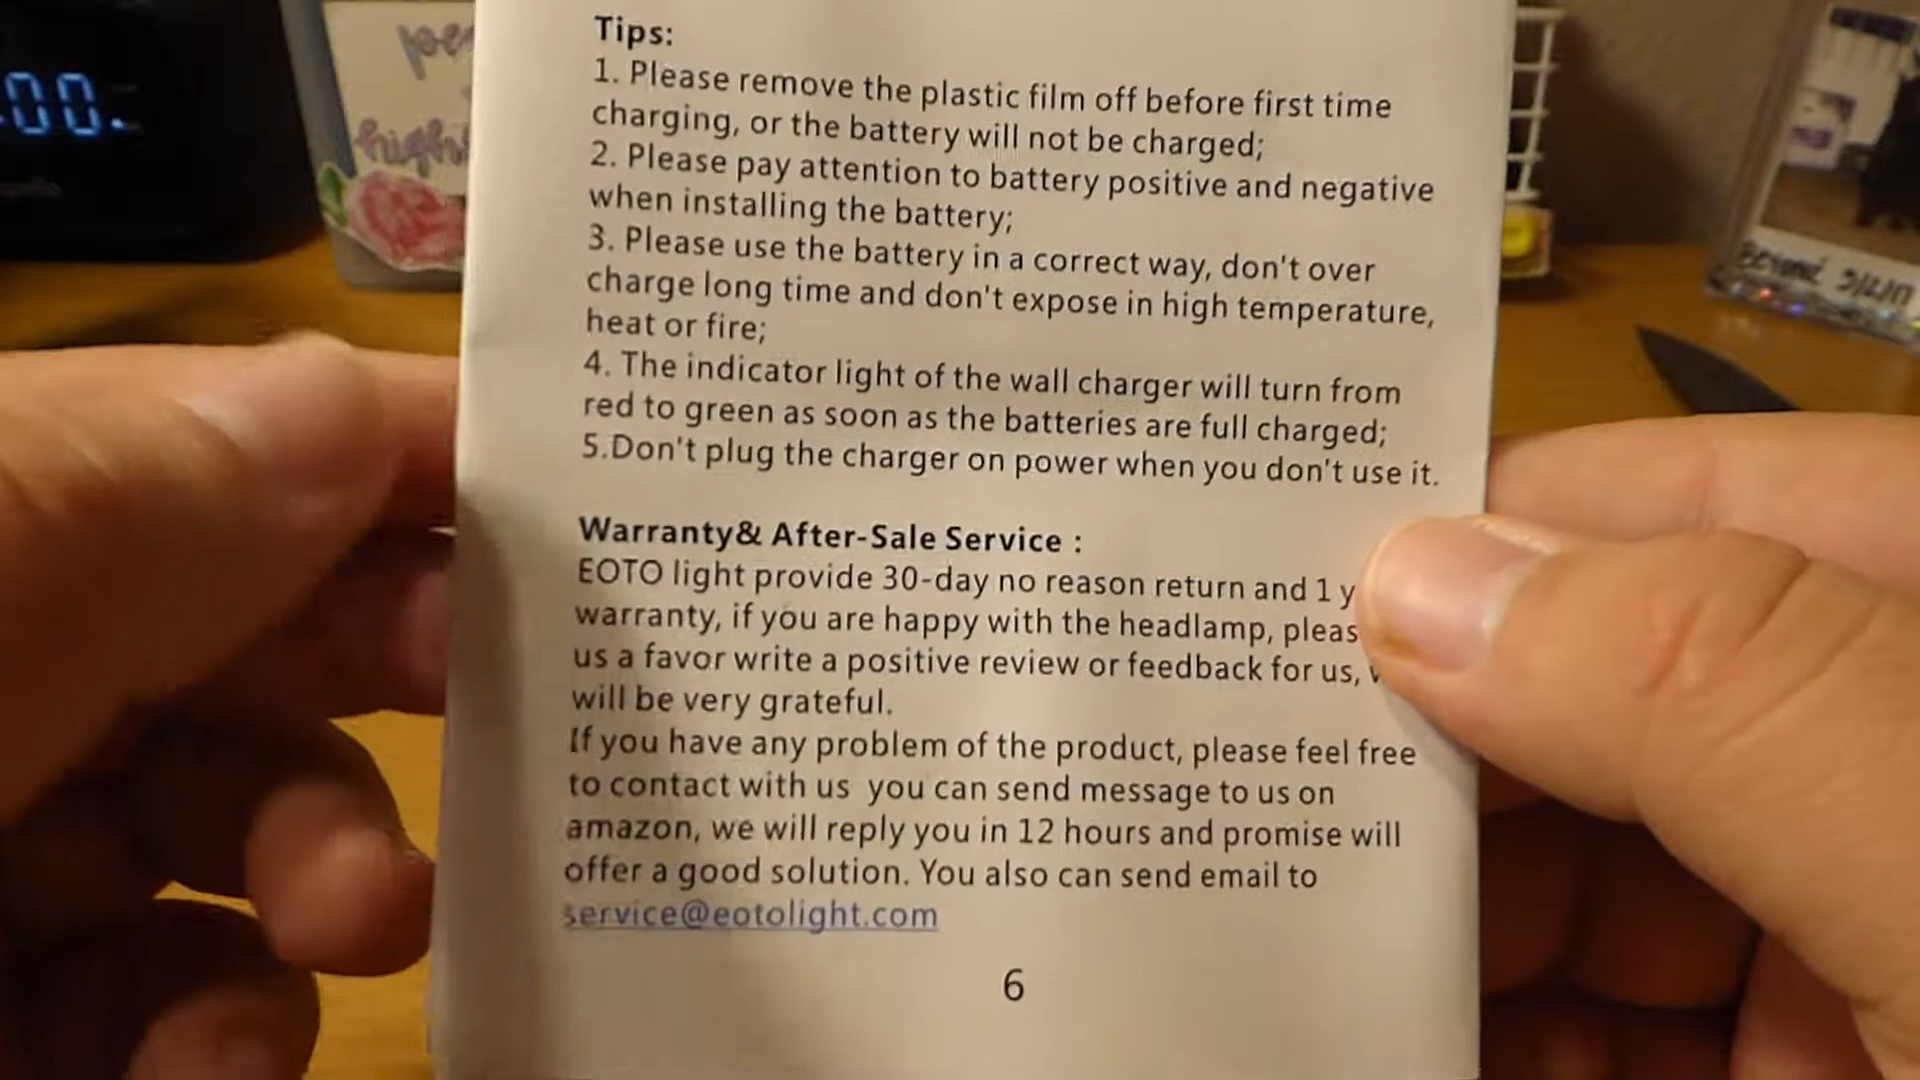 Tips:
1. Please remove the plastic film off before first time
charging, or the battery will not be charged;
2. Please pay attention to battery positive and negative
when installing the battery;
3. Please use the battery in a correct way, don't over
charge long time and don't expose in high temperature,
heat or fire;
4. The indicator light of the wall charger will turn from
red to green as soon as the batteries are full charged;
5.Don't plug the charger on power when you don't use it.
Warranty& After-Sale Service :
EOTO light provide 30-day no reason return and 1
warranty, if you are happy with the headlamp,
us a favor write a positive review or feedback for us,
will be very grateful.
If you have any problem of the product, please feel free
to contact with us you can send message to us on
amazon, we will reply you in 12 hours and promise will
offer a good solution. You also can send email to
service@eotolight.com
6
00